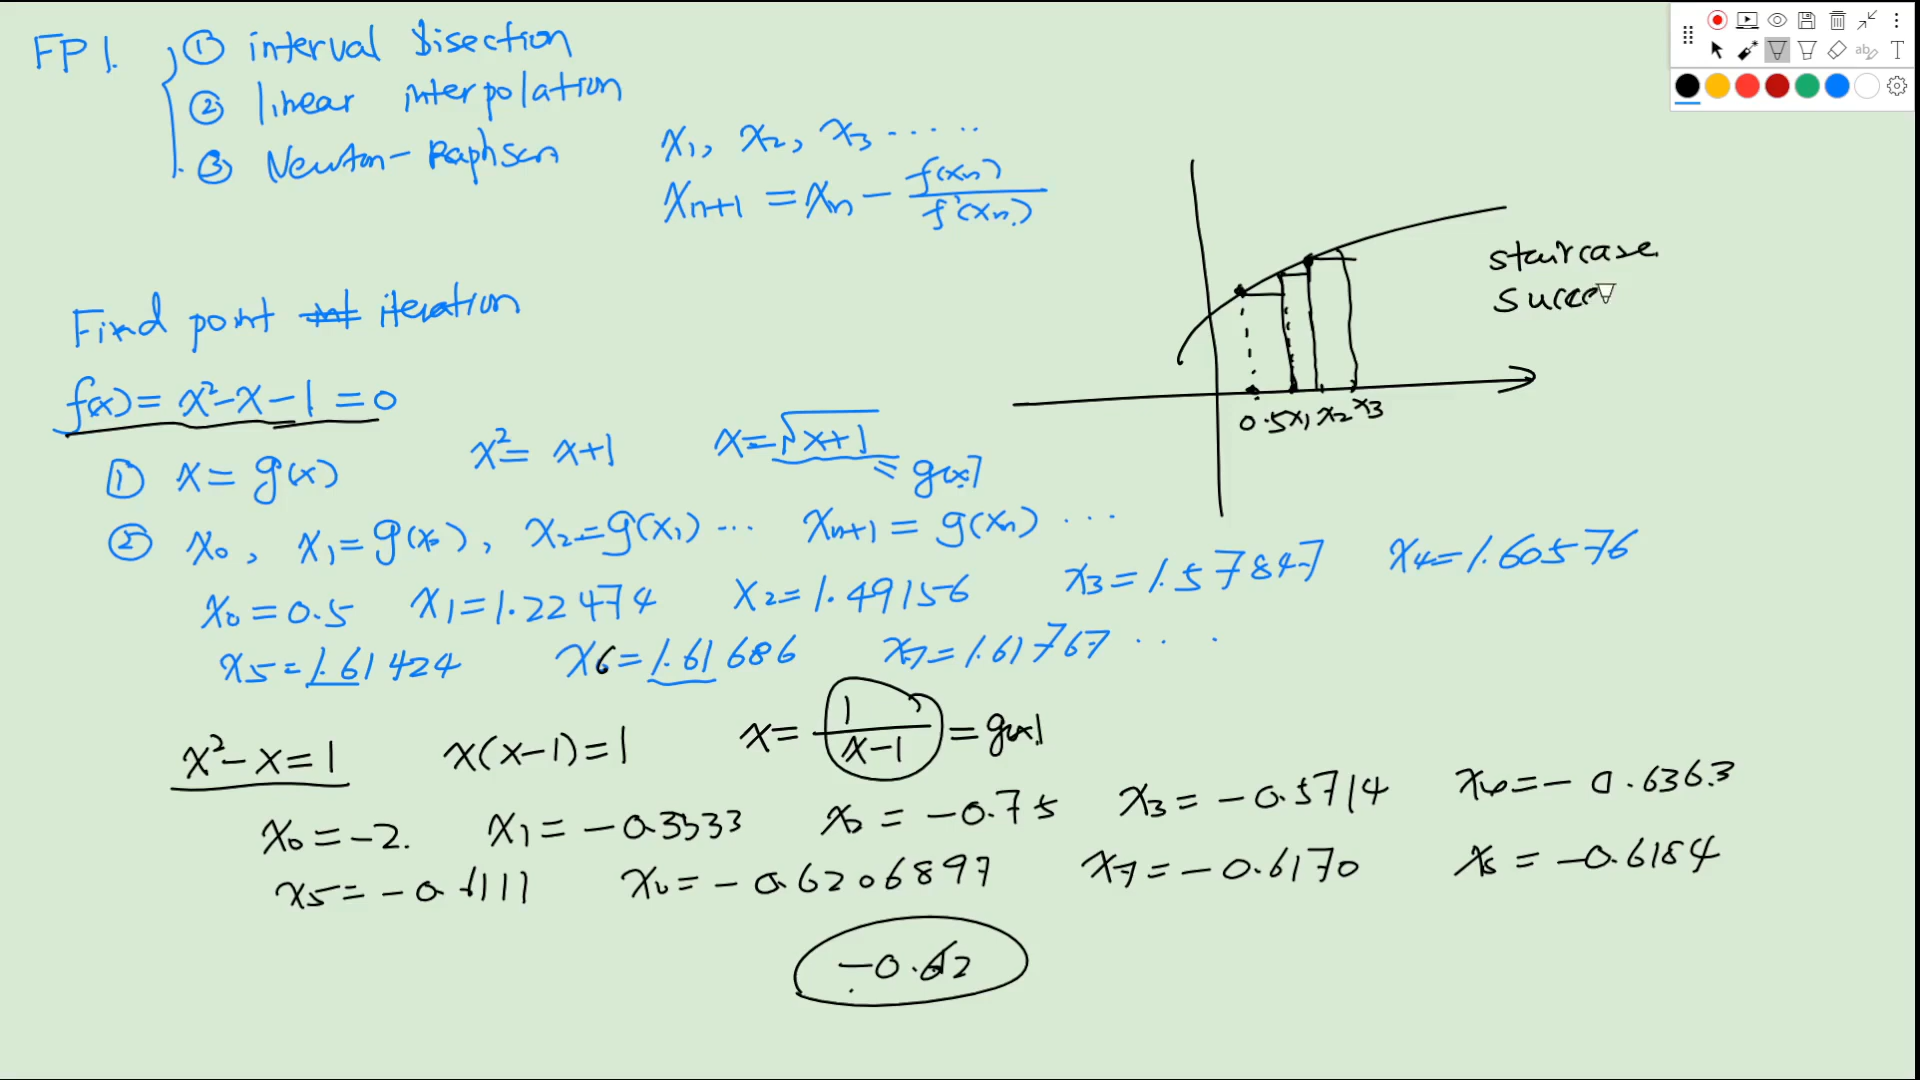 FP1. ① interval Bisection
② linear interpolation
③ Newton-Raphson
x₁, x₂, x₃ ......
xₙ₊₁ = xₙ - f(xₙ)/f'(xₙ)
staircase
Find point iteration
f(x) = x²-x-1 = 0
0.5 x₁ x₂ x₃
① x = g(x) x² = x+1 x = √(x+1) = g(x)
② x₀, x₁ = g(x₀), x₂ = g(x₁) ... xₙ₊₁ = g(xₙ) ...
x₀ = 0.5 x₁ = 1.22474 x₂ = 1.49156 x₃ = 1.57847 x₄ = 1.60576
x₅ = 1.61424 x₆ = 1.61686 x₇ = 1.61767 ...
x²-x = 1 x(x-1) = 1 x = 1/(x-1) = g(x)
x₀ = -2. x₁ = -0.3333 x₂ = -0.75 x₃ = -0.5714 x₄ = -0.6363
x₅ = -0.6111 x₆ = -0.6206897 x₇ = -0.6170 x₈ = -0.6184
-0.62